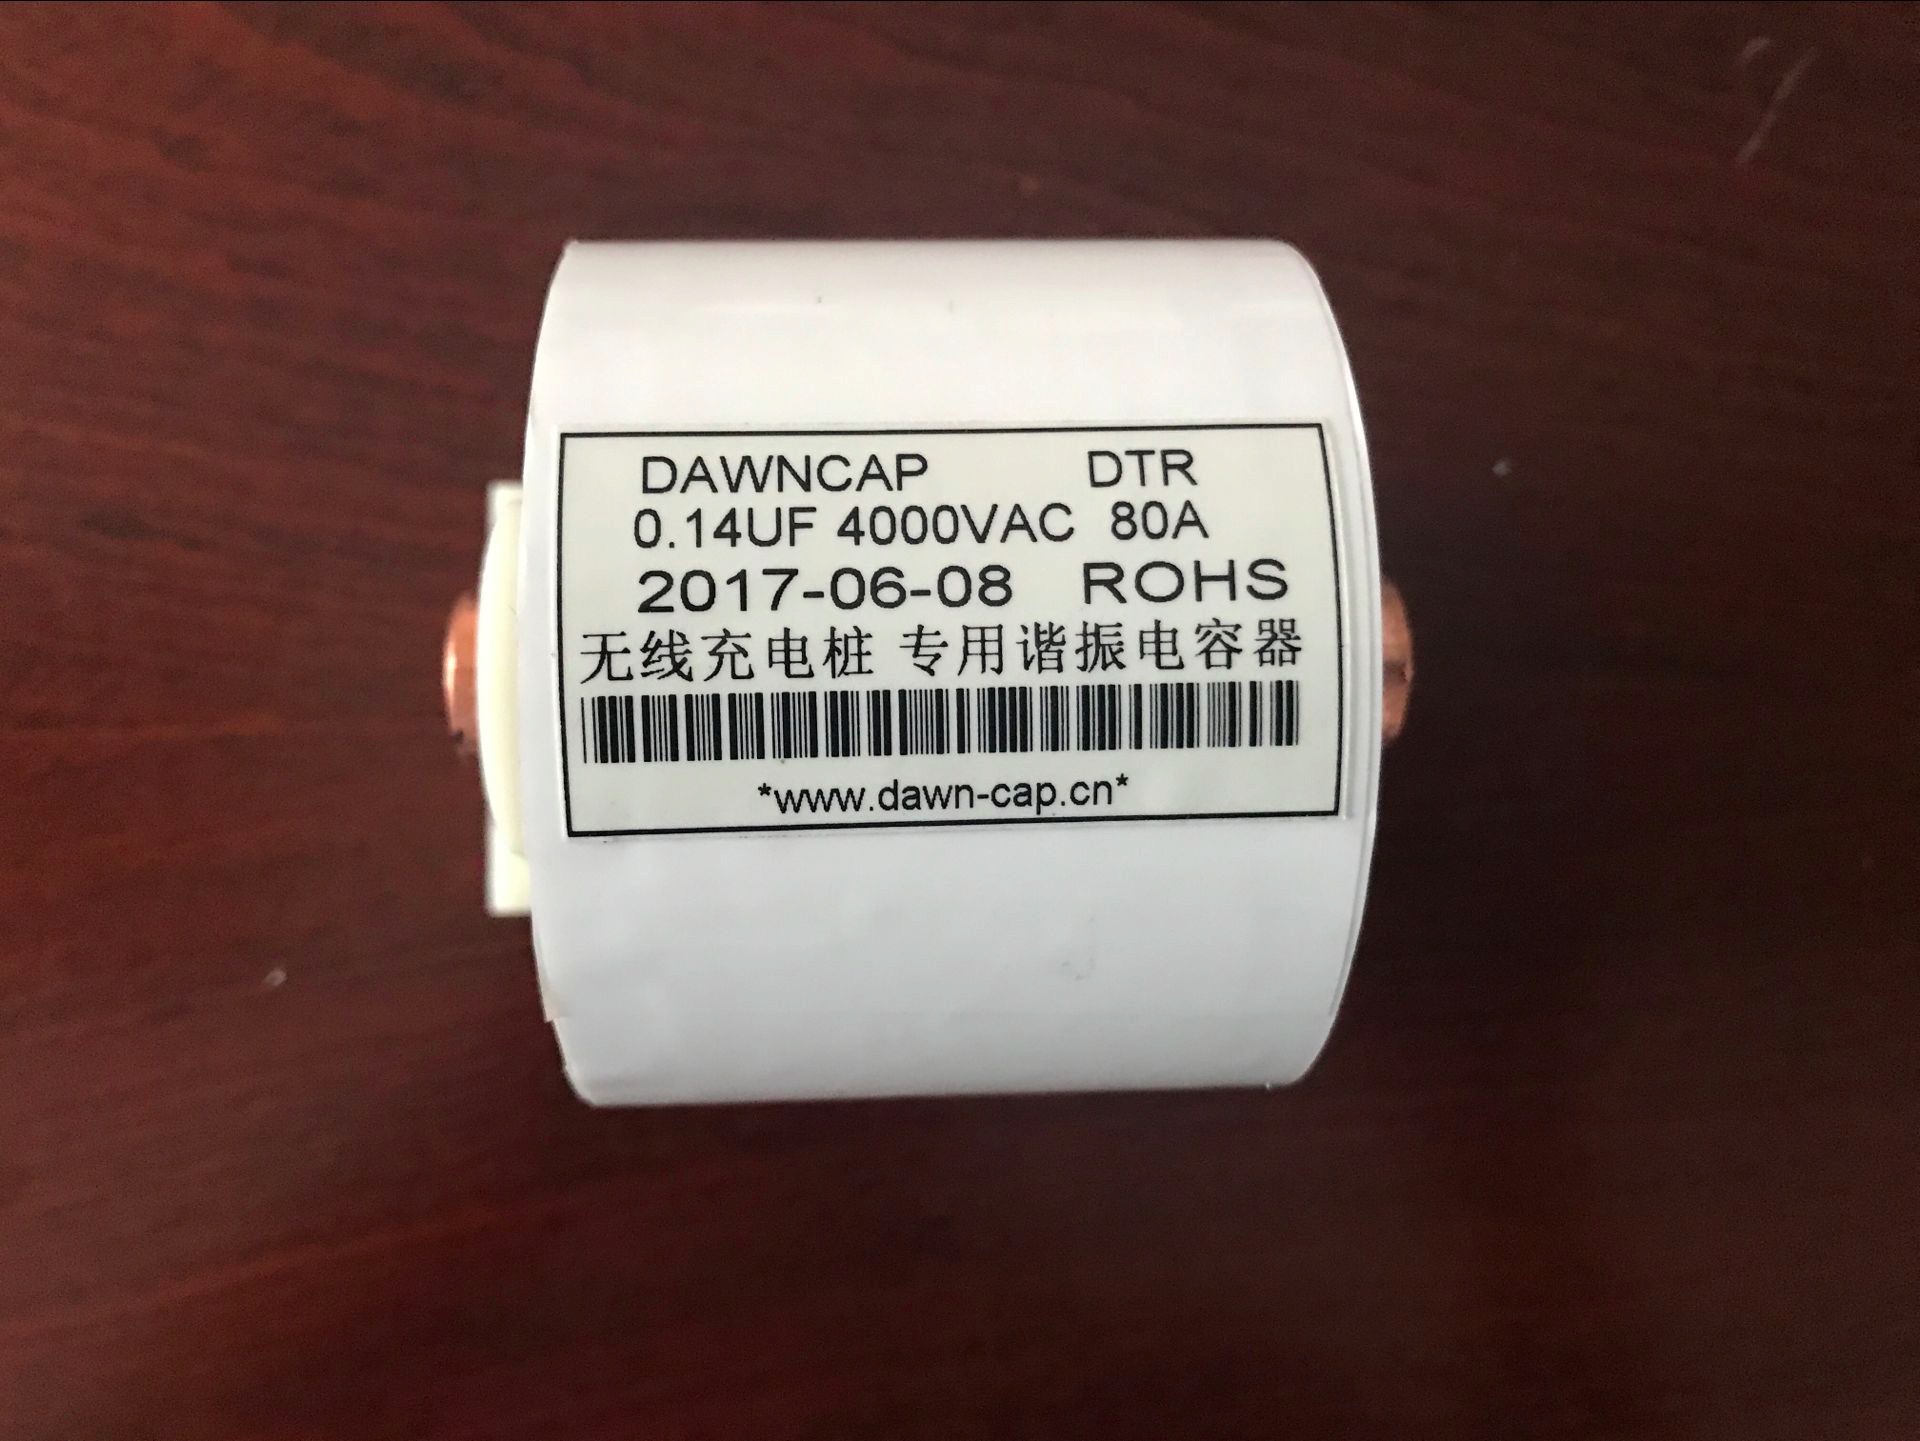 DAWNCAP DTR
0.14UF 4000VAC 80A
2017-06-08 ROHS
无线充电桩 专用谐振电容器
*www.dawn-cap.cn*